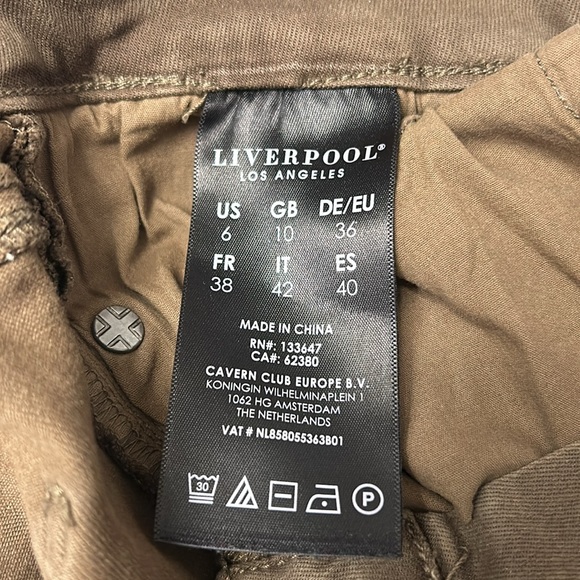 LIVERPOOL®
LOS ANGELES
US GB DE/EU
6 10 36
FR IT ES
38 42 40
MADE IN CHINA
RN#: 133647
CA#: 62380
CAVERN CLUB EUROPE B.V.
KONINGIN WILHELMINAPLEIN 1
1062 HG AMSTERDAM
THE NETHERLANDS
VAT # NL858055363B01
30 P